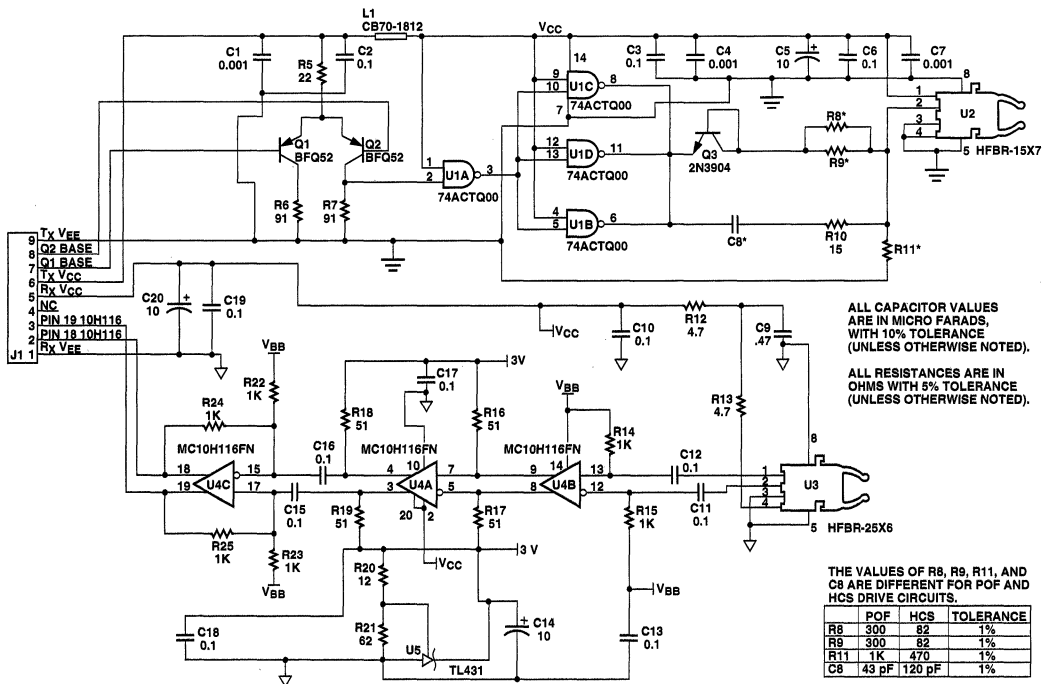 L1
CB70-1812
VCC
C1
0.001
R5
22
C2
0.1
14
9
10
U1C
8
74ACTQ00
7
C3
0.1
C4
0.001
C5
10
+
C6
0.1
C7
0.001
8
1
2
3
4
U2
5
HFBR-15X7
Q1
BFQ52
Q2
BFQ52
1
2
U1A
3
74ACTQ00
12
13
U1D
11
74ACTQ00
Q3
2N3904
R8*
R9*
R6
91
R7
91
4
5
U1B
6
74ACTQ00
C8*
R10
15
R11*
9 TX VEE
8 Q2 BASE
7 Q1 BASE
6 TX VCC
5 RX VCC
4 NC
3 PIN 19 10H116
2 PIN 18 10H116
J1 1 RX VEE
C20
10
+
C19
0.1
VCC
C10
0.1
R12
4.7
C9
.47
ALL CAPACITOR VALUES
ARE IN MICRO FARADS,
WITH 10% TOLERANCE
(UNLESS OTHERWISE NOTED).
ALL RESISTANCES ARE IN
OHMS WITH 5% TOLERANCE
(UNLESS OTHERWISE NOTED).
VBB
R22
1K
R24
1K
MC10H116FN
18
19
U4C
15
17
R25
1K
R23
1K
VBB
C16
0.1
C15
0.1
R18
51
C17
0.1
3V
R16
51
MC10H116FN
10
4
3
U4A
7
5
20
2
VCC
R19
51
R17
51
VBB
MC10H116FN
14
9
8
U4B
13
12
R14
1K
R15
1K
C12
0.1
C11
0.1
R13
4.7
8
1
2
3
4
U3
5
HFBR-25X6
3 V
R20
12
R21
62
U5
TL431
C14
10
+
C18
0.1
C13
0.1
VBB
THE VALUES OF R8, R9, R11, AND
C8 ARE DIFFERENT FOR POF AND
HCS DRIVE CIRCUITS.
POF HCS TOLERANCE
R8 300 82 1%
R9 300 82 1%
R11 1K 470 1%
C8 43 pF 120 pF 1%